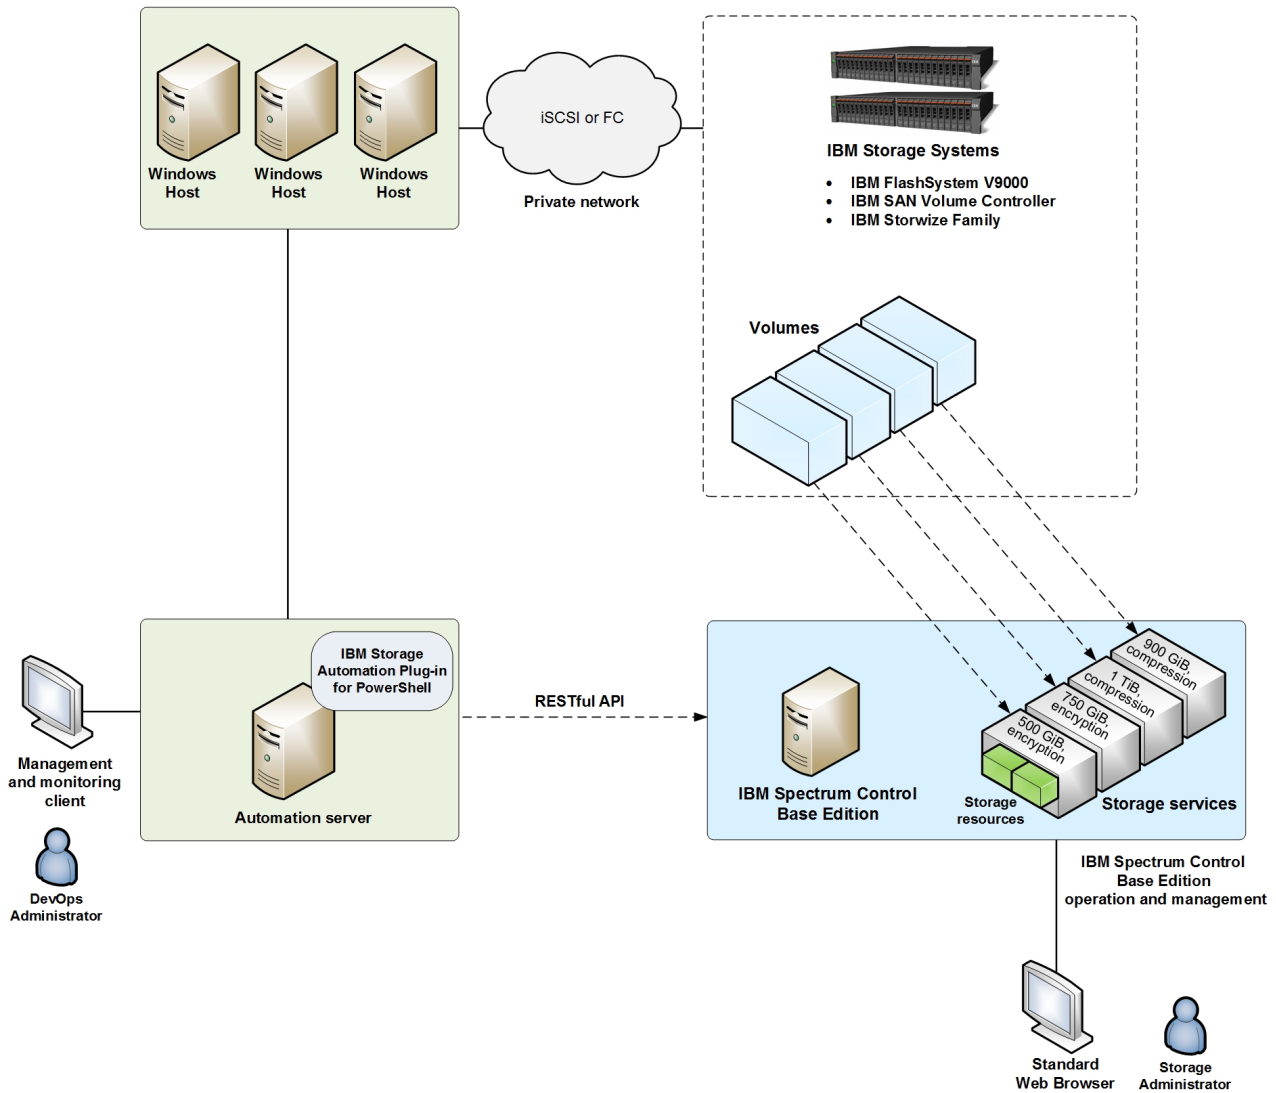 Windows
Host
Windows
Host
Windows
Host
iSCSI or FC
Private network
IBM Storage Systems
• IBM FlashSystem V9000
• IBM SAN Volume Controller
• IBM Storwize Family
Volumes
IBM Storage
Automation Plug-in
for PowerShell
Automation server
Management
and monitoring
client
DevOps
Administrator
RESTful API
IBM Spectrum Control
Base Edition
900 GiB,
compression
1 TiB,
compression
750 GiB,
encryption
500 GiB,
encryption
Storage
resources
Storage services
IBM Spectrum Control
Base Edition
operation and management
Standard
Web Browser
Storage
Administrator